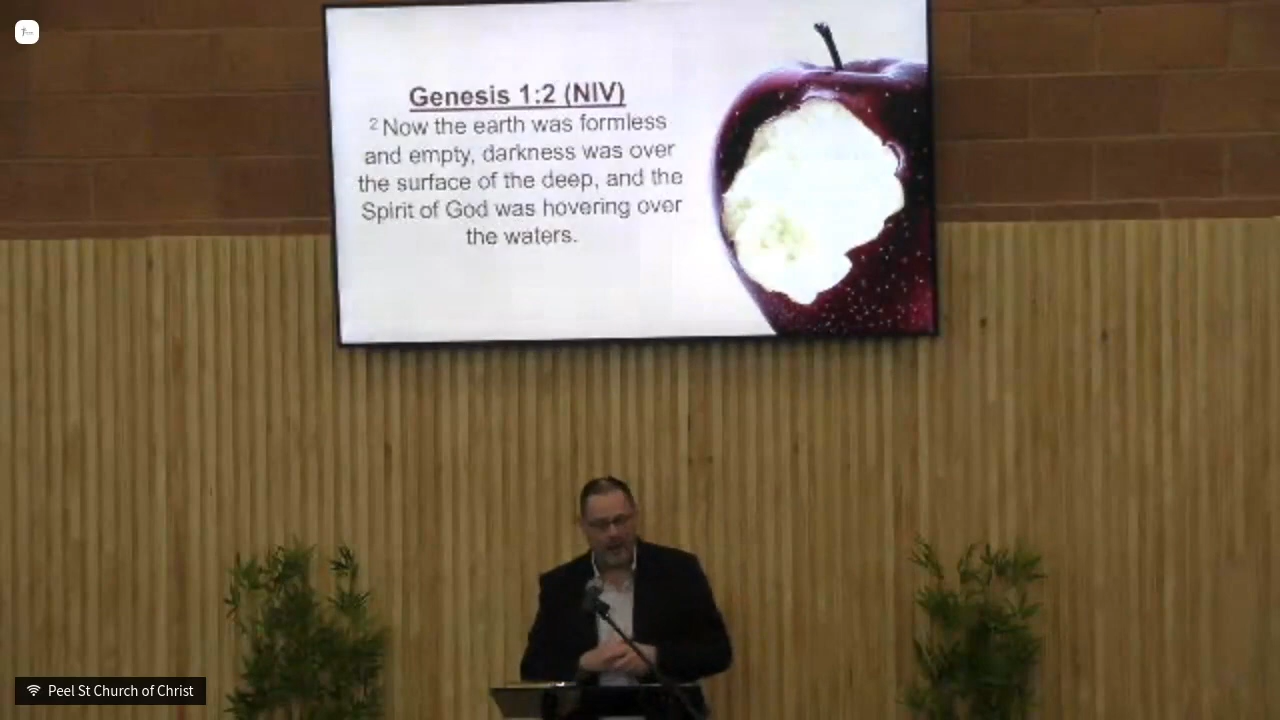 Genesis 1:2 (NIV)
2 Now the earth was formless
and empty, darkness was over
the surface of the deep, and the
Spirit of God was hovering over
the waters.
Peel St Church of Christ